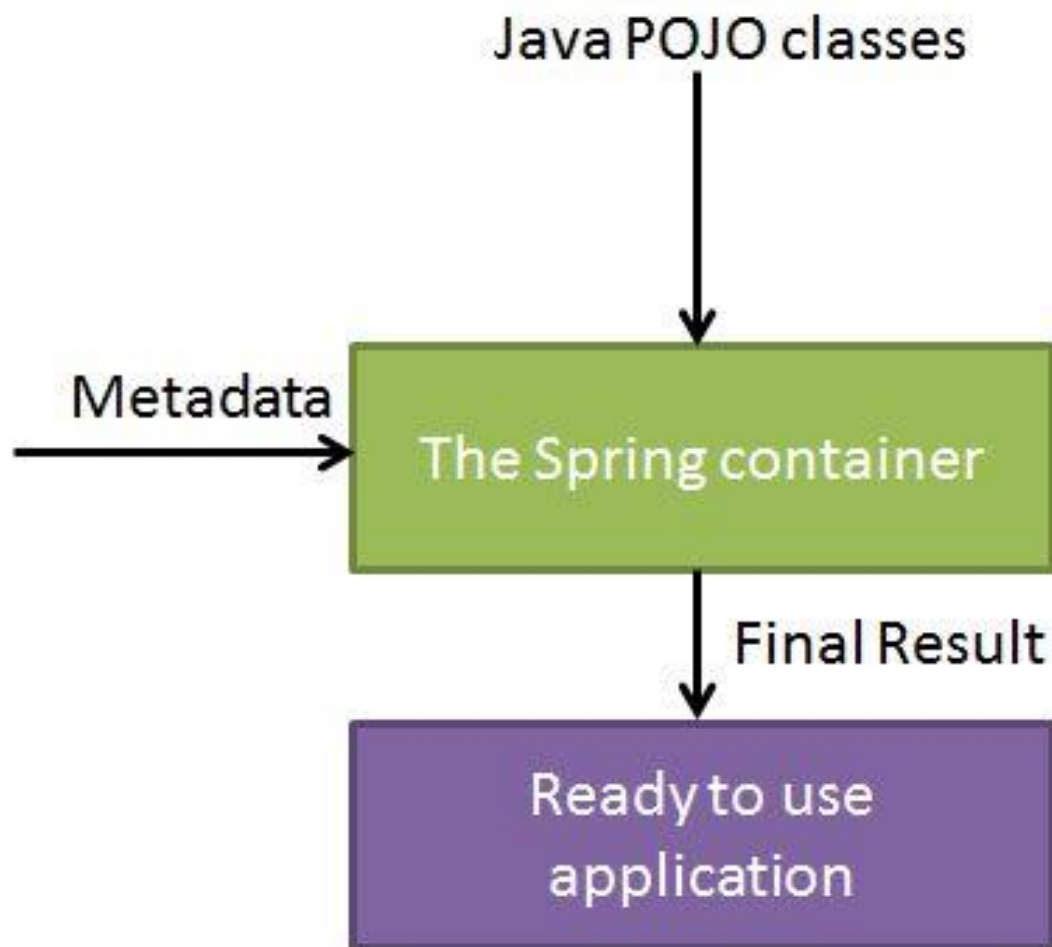 Java POJO classes
Metadata
The Spring container
Final Result
Ready to use
application